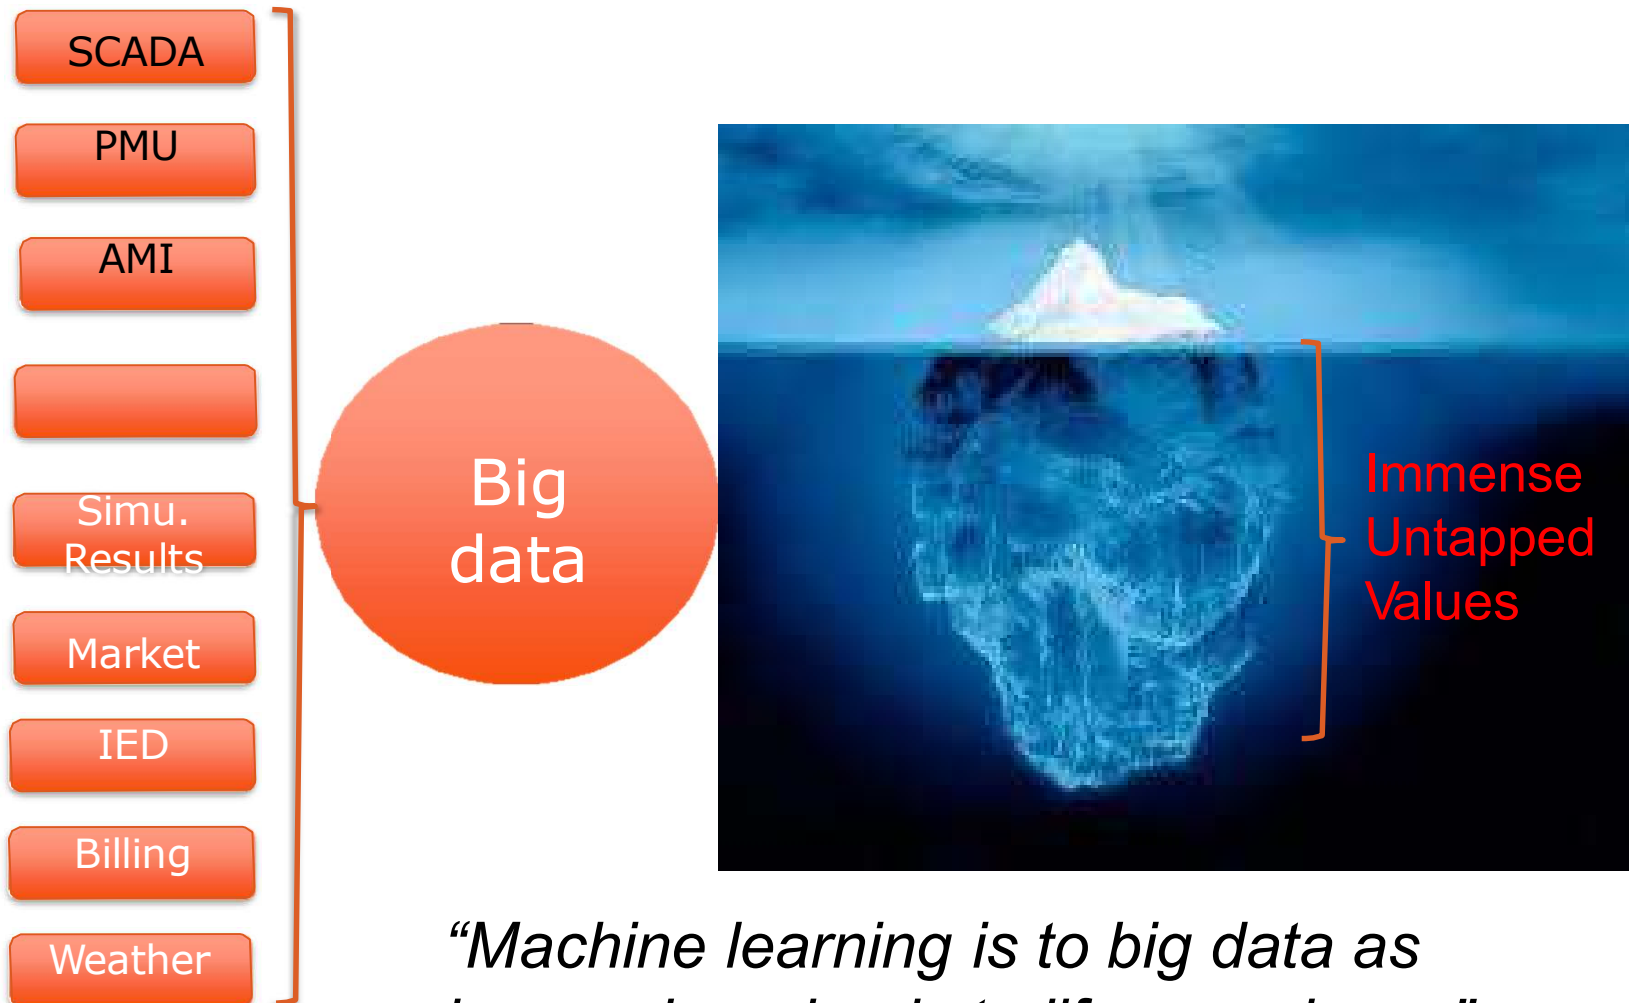 SCADA
PMU
AMI
Simu.
Results
Market
IED
Billing
Weather
Big
data
Immense
Untapped
Values
“Machine learning is to big data as